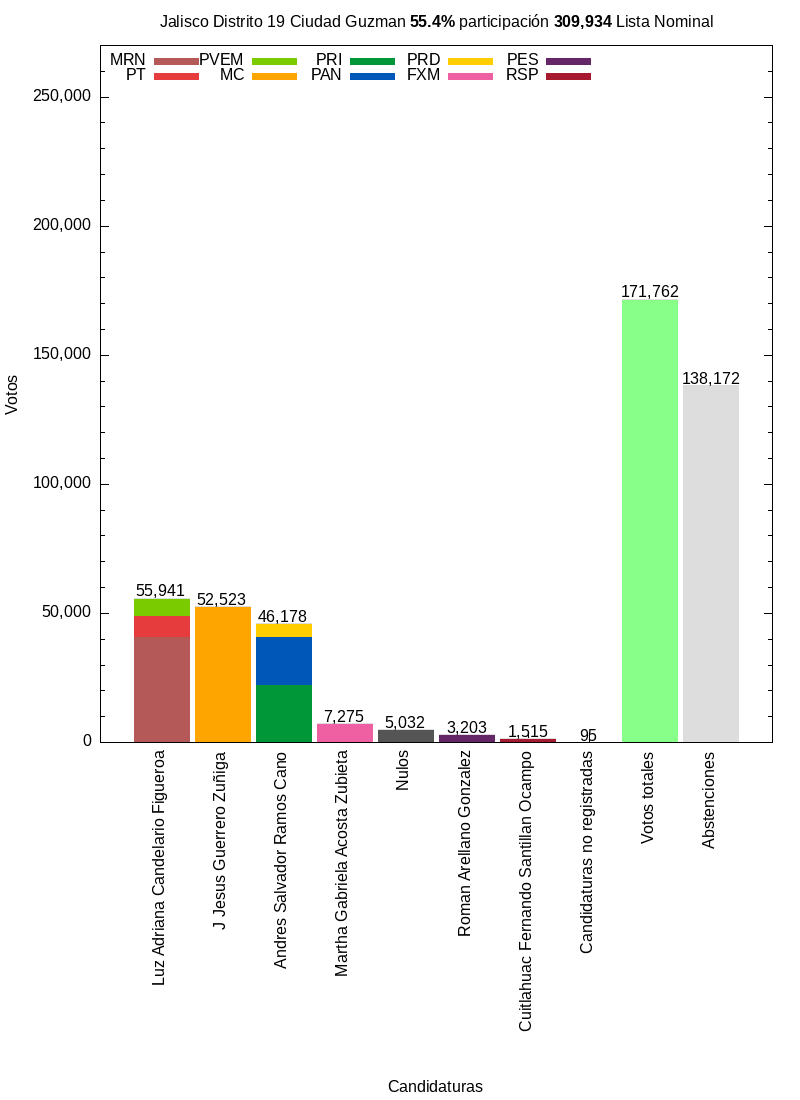 Jalisco Distrito 19 Ciudad Guzman 55.4% participación 309,934 Lista Nominal
MRN PVEM PRI PRD PES
PT MC PAN FXM RSP
250,000
200,000
150,000
100,000
50,000
0
Votos
55,941
52,523
46,178
7,275
5,032
3,203
1,515
95
171,762
138,172
Luz Adriana Candelario Figueroa
J Jesus Guerrero Zuñiga
Andres Salvador Ramos Cano
Martha Gabriela Acosta Zubieta
Nulos
Roman Arellano Gonzalez
Cuitlahuac Fernando Santillan Ocampo
Candidaturas no registradas
Votos totales
Abstenciones
Candidaturas